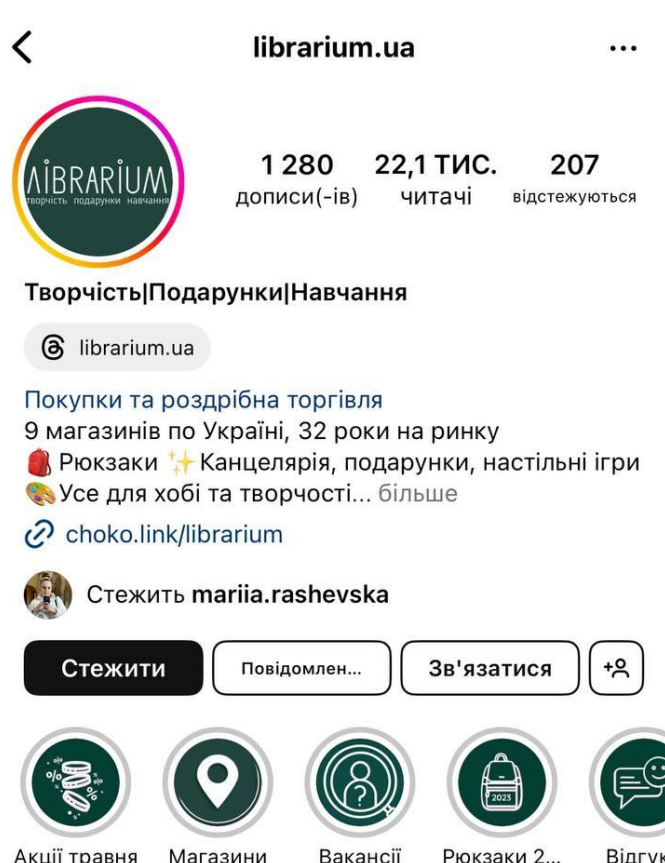 librarium.ua
ΛІBRARIUM
творчість подарунки навчання
1 280
22,1 ТИС.
207
дописи(-ів)
читачі
відстежуються
Творчість|Подарунки|Навчання
librarium.ua
Покупки та роздрібна торгівля
9 магазинів по Україні, 32 роки на ринку
🎒 Рюкзаки ✨ Канцелярія, подарунки, настільні ігри
🎨 Усе для хобі та творчості... більше
choko.link/librarium
Стежить mariia.rashevska
Стежити
Повідомлен...
Зв'язатися
2023
Акції травня
Магазини
Вакансії
Рюкзаки 2...
Відгук